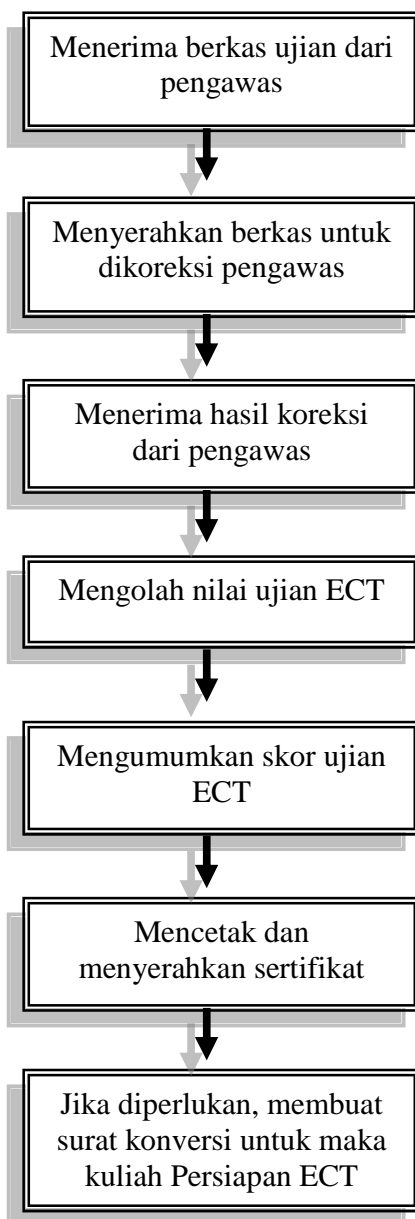 Menerima berkas ujian dari
pengawas
Menyerahkan berkas untuk
dikoreksi pengawas
Menerima hasil koreksi
dari pengawas
Mengolah nilai ujian ECT
Mengumumkan skor ujian
ECT
Mencetak dan
menyerahkan sertifikat
Jika diperlukan, membuat
surat konversi untuk maka
kuliah Persiapan ECT